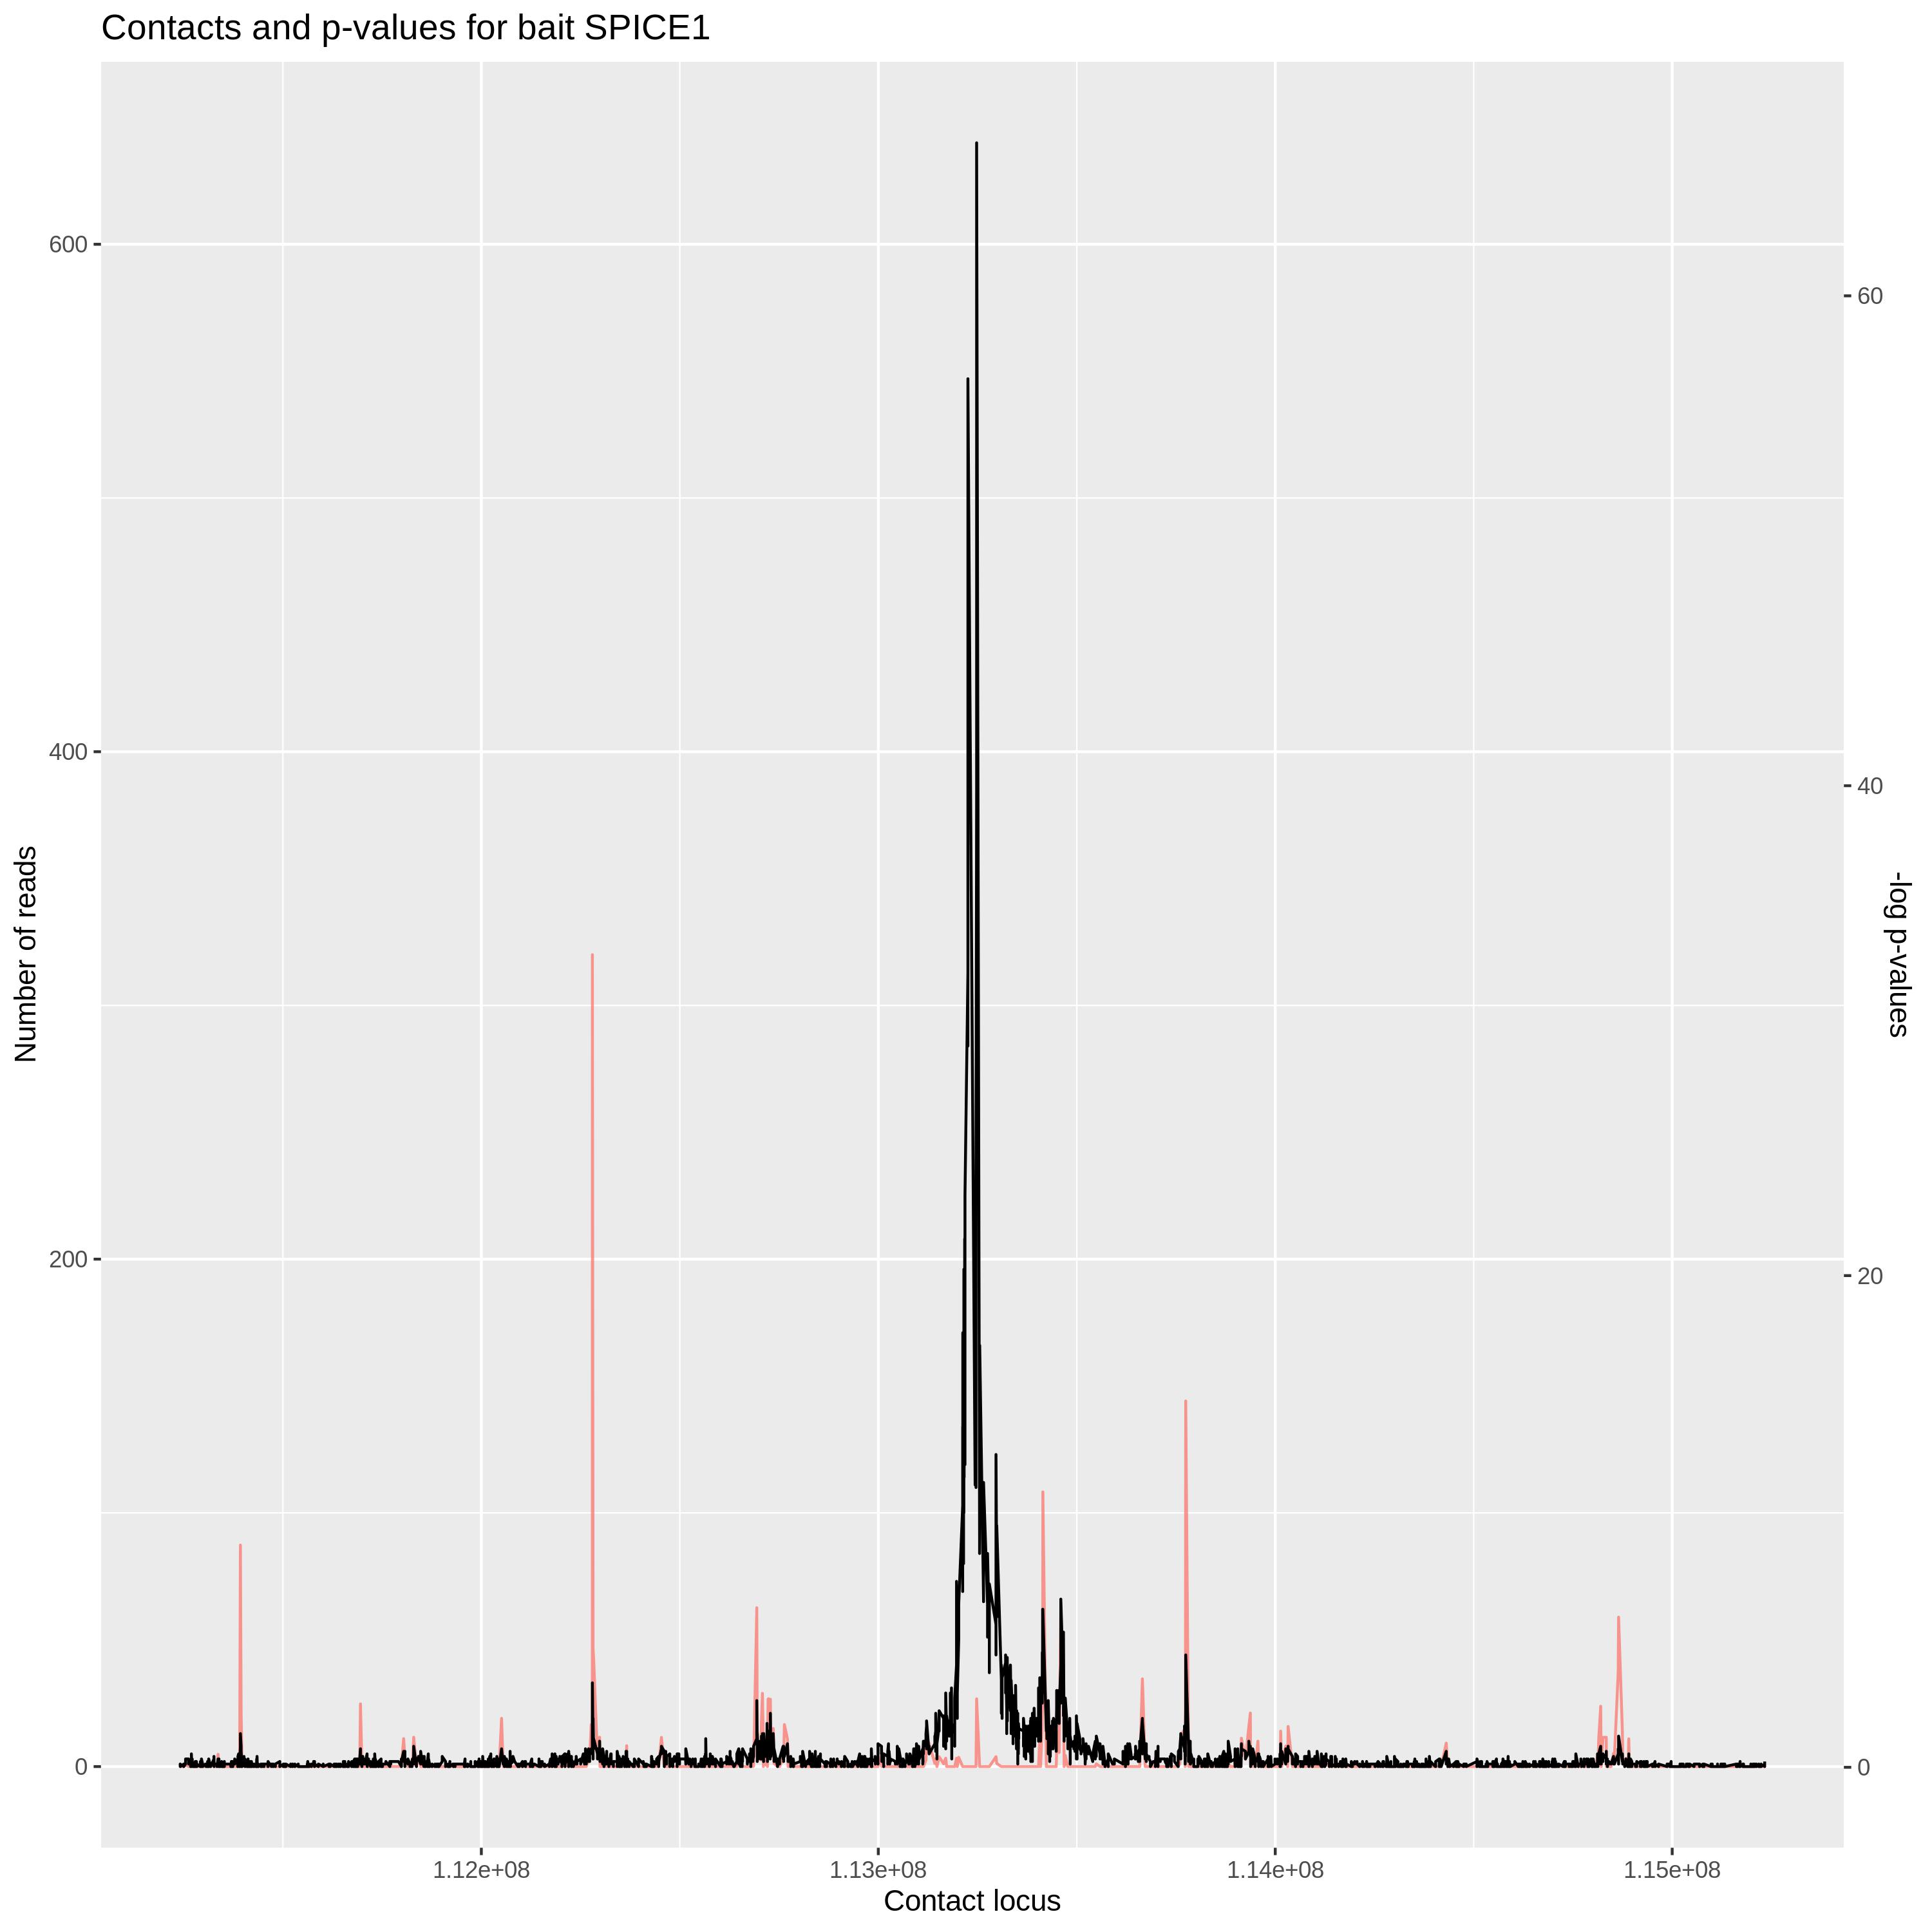 Contacts and p-values for bait SPICE1
600
400
200
0
Number of reads
60
40
20
0
-log p-values
1.12e+08 1.13e+08 1.14e+08 1.15e+08
Contact locus